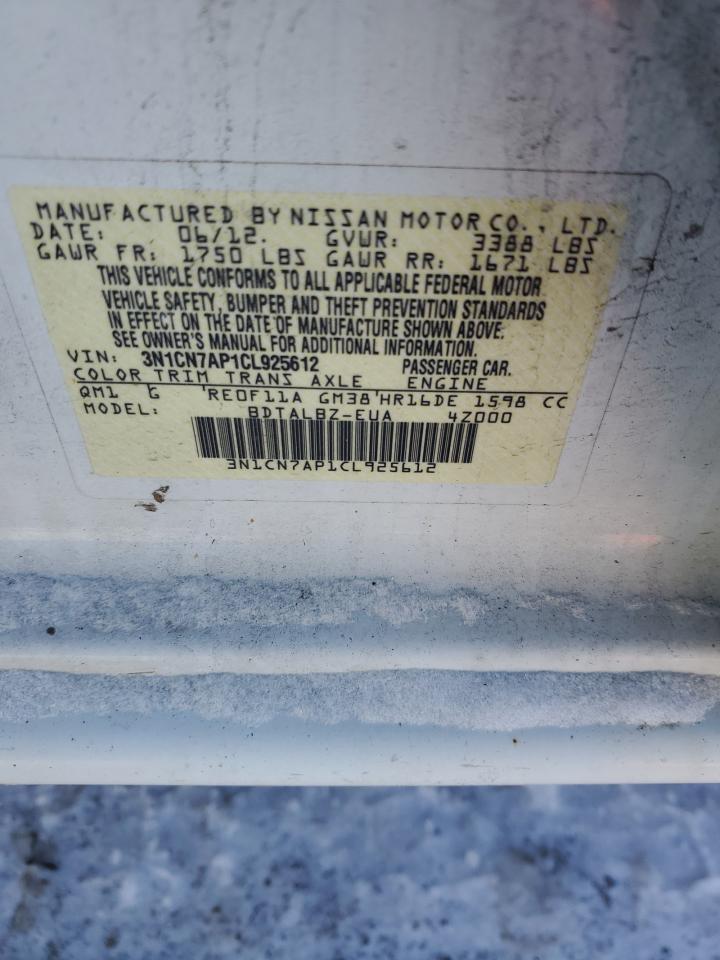 MANUFACTURED BY NISSAN MOTOR CO., LTD.
DATE: 06/12. GVWR: 3388 LBS
GAWR FR: 1750 LBS GAWR RR: 1671 LBS
THIS VEHICLE CONFORMS TO ALL APPLICABLE FEDERAL MOTOR
VEHICLE SAFETY, BUMPER AND THEFT PREVENTION STANDARDS
IN EFFECT ON THE DATE OF MANUFACTURE SHOWN ABOVE.
SEE OWNER'S MANUAL FOR ADDITIONAL INFORMATION.
VIN: 3N1CN7AP1CL925612 PASSENGER CAR.
COLOR TRIM TRANS AXLE ENGINE
QM1 G 'RE0F11A GM38'HR16DE 1598 CC
MODEL: BDTALBZ-EUA 4Z000
3N1CN7AP1CL925612